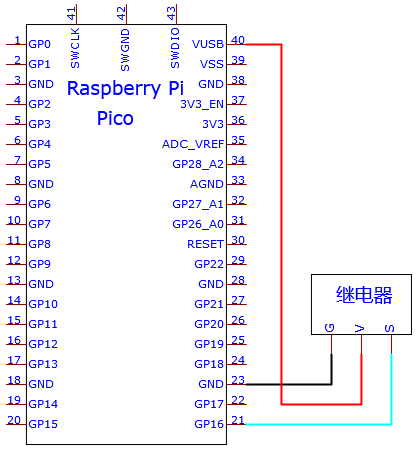 41 42 43
SWCLK SWGND SWDIO
1 GP0 VUSB 40
2 GP1 VSS 39
3 GND GND 38
Raspberry Pi
4 GP2 3V3_EN 37
Pico
5 GP3 3V3 36
6 GP4 ADC_VREF 35
7 GP5 GP28_A2 34
8 GND AGND 33
9 GP6 GP27_A1 32
10 GP7 GP26_A0 31
11 GP8 RESET 30
12 GP9 GP22 29
13 GND GND 28
14 GP10 GP21 27
15 GP11 GP20 26
16 GP12 GP19 25
17 GP13 GP18 24
18 GND GND 23
19 GP14 GP17 22
20 GP15 GP16 21
继电器
G A S